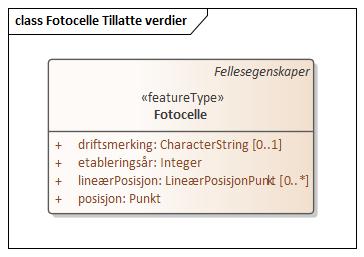 class Fotocelle Tillatte verdier
Fellesegenskaper
«featureType»
Fotocelle
+ driftsmerking: CharacterString [0..1]
+ etableringsår: Integer
+ lineærPosisjon: LineærPosisjonPunkt [0..*]
+ posisjon: Punkt